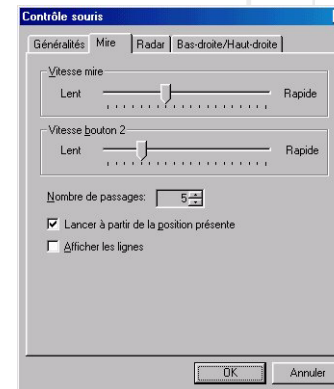 Contrôle souris
Généralités Mire Radar Bas-droite/Haut-droite
Vitesse mire
Lent Rapide
Vitesse bouton 2
Lent Rapide
Nombre de passages: 5
Lancer à partir de la position présente
Afficher les lignes
OK Annuler